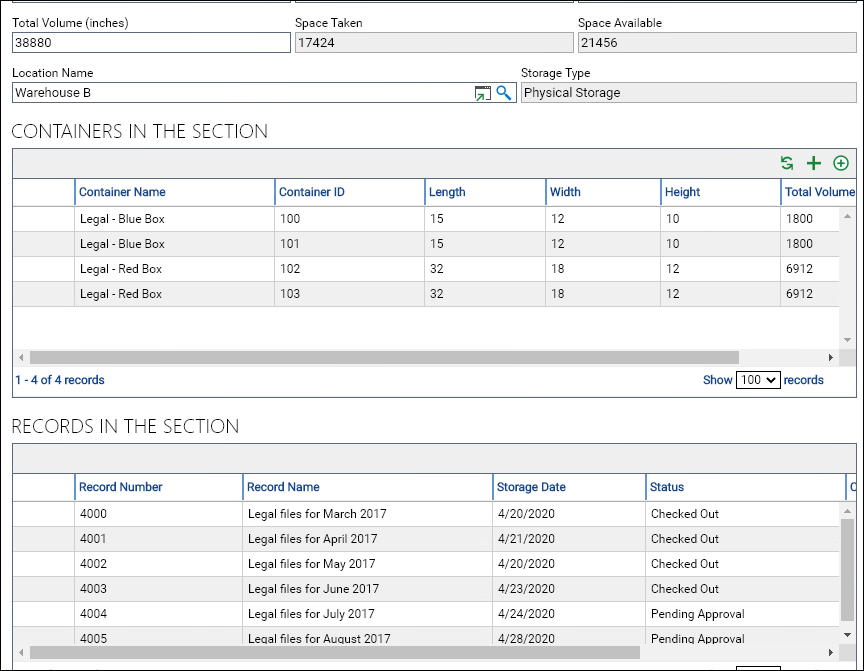 Total Volume (inches) Space Taken Space Available
38880 17424 21456
Location Name Storage Type
Warehouse B Physical Storage
CONTAINERS IN THE SECTION
Container Name Container ID Length Width Height Total Volume
Legal - Blue Box 100 15 12 10 1800
Legal - Blue Box 101 15 12 10 1800
Legal - Red Box 102 32 18 12 6912
Legal - Red Box 103 32 18 12 6912
1 - 4 of 4 records Show 100 records
RECORDS IN THE SECTION
Record Number Record Name Storage Date Status
4000 Legal files for March 2017 4/20/2020 Checked Out
4001 Legal files for April 2017 4/21/2020 Checked Out
4002 Legal files for May 2017 4/20/2020 Checked Out
4003 Legal files for June 2017 4/23/2020 Checked Out
4004 Legal files for July 2017 4/24/2020 Pending Approval
4005 Legal files for August 2017 4/28/2020 Pending Approval